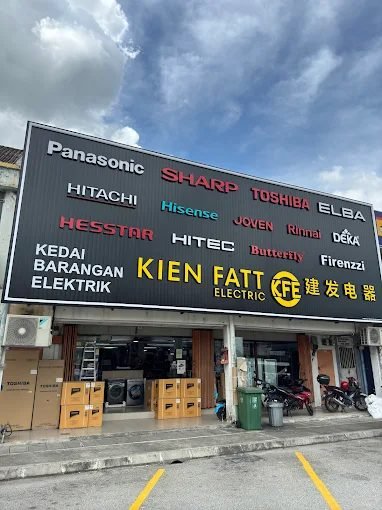 Panasonic SHARP TOSHIBA ELBA
HITACHI Hisense JOVEN Rinnai DEKA
HESSTAR HITEC Butterfly Firenzzi
KEDAI
BARANGAN
ELEKTRIK
KIEN FATT
ELECTRIC
KFE
建发电器
TOSHIBA
TOSHIBA